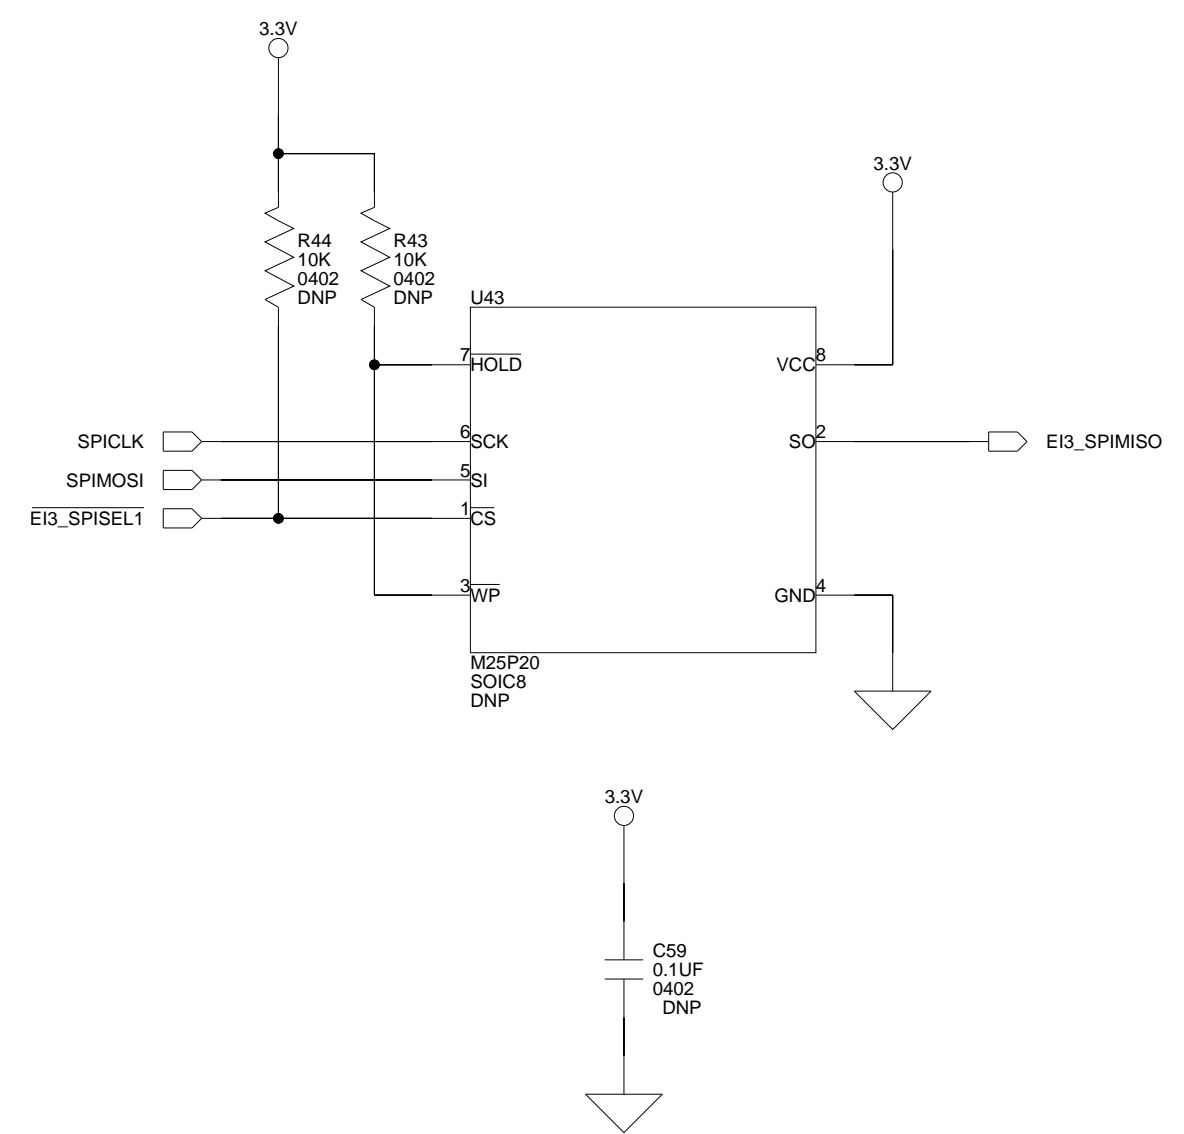 3.3V
3.3V
R44
10K
0402
DNP
R43
10K
0402
DNP
U43
7
HOLD
VCC
8
SPICLK
6
SCK
SO
2
EI3_SPIMISO
SPIMOSI
5
SI
EI3_SPISEL1
1
CS
3
WP
GND
4
M25P20
SOIC8
DNP
3.3V
C59
0.1UF
0402
DNP